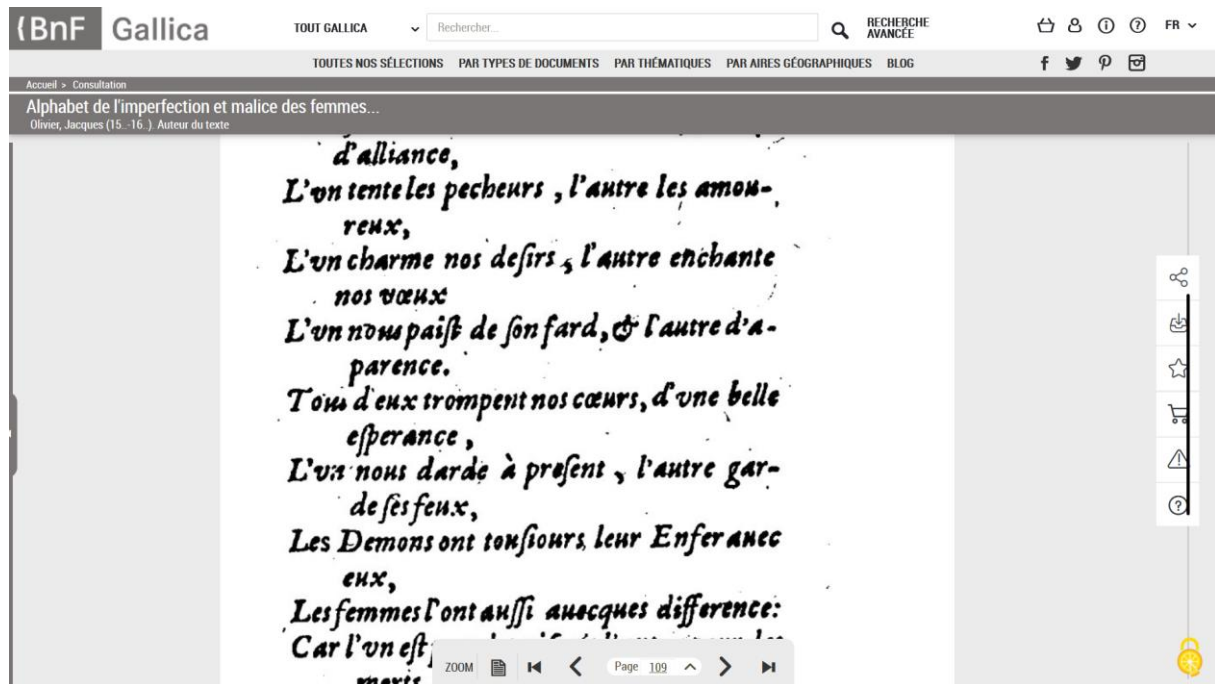 BnF Gallica
TOUT GALLICA
Rechercher...
RECHERCHE
AVANCÉE
FR
TOUTES NOS SÉLECTIONS PAR TYPES DE DOCUMENTS PAR THÉMATIQUES PAR AIRES GÉOGRAPHIQUES BLOG
Accueil > Consultation
Alphabet de l'imperfection et malice des femmes...
Olivier, Jacques (15..-16..). Auteur du texte
d'alliance,
L'vn tente les pecheurs, l'autre les amou-
reux,
L'vn charme nos deſirs, l'autre enchante
nos vœux
L'vn nous paiſt de ſon fard, & l'autre d'a-
parence.
Tous d'eux trompent nos cœurs, d'vne belle
eſperance,
L'vn nous darde à preſent, l'autre gar-
de ſes feux,
Les Demons ont touſiours, leur Enfer auec
eux,
Les femmes l'ont auſſi auecques difference:
Car l'vn eſt
maris
ZOOM
Page 109